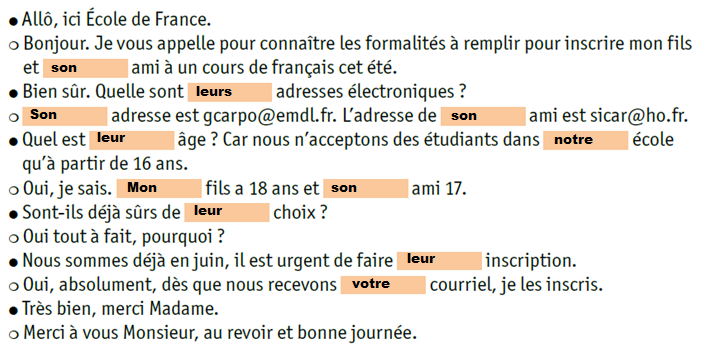 ● Allô, ici École de France.
○ Bonjour. Je vous appelle pour connaître les formalités à remplir pour inscrire mon fils
et son ami à un cours de français cet été.
● Bien sûr. Quelle sont leurs adresses électroniques ?
○ Son adresse est gcarpo@emdl.fr. L'adresse de son ami est sicar@ho.fr.
● Quel est leur âge ? Car nous n'acceptons des étudiants dans notre école
qu'à partir de 16 ans.
○ Oui, je sais. Mon fils a 18 ans et son ami 17.
● Sont-ils déjà sûrs de leur choix ?
○ Oui tout à fait, pourquoi ?
● Nous sommes déjà en juin, il est urgent de faire leur inscription.
○ Oui, absolument, dès que nous recevons votre courriel, je les inscris.
● Très bien, merci Madame.
○ Merci à vous Monsieur, au revoir et bonne journée.